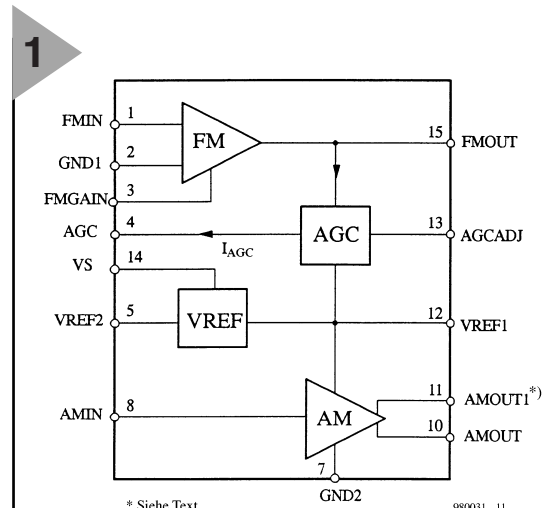 1
FMIN 1
GND1 2
FMGAIN 3
AGC 4
VS 14
VREF2 5
AMIN 8
FM
15 FMOUT
AGC
13 AGCADJ
I_AGC
VREF
12 VREF1
AM
11 AMOUT1*)
10 AMOUT
7
GND2
* Siehe Text
980031 - 11